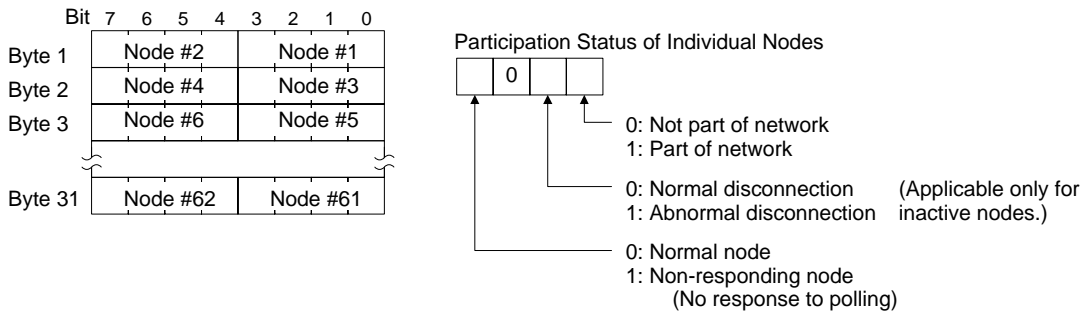 Bit 7 6 5 4 3 2 1 0
Byte 1 Node #2 Node #1
Byte 2 Node #4 Node #3
Byte 3 Node #6 Node #5
Byte 31 Node #62 Node #61
Participation Status of Individual Nodes
0
0: Not part of network
1: Part of network
0: Normal disconnection (Applicable only for
1: Abnormal disconnection inactive nodes.)
0: Normal node
1: Non-responding node
(No response to polling)